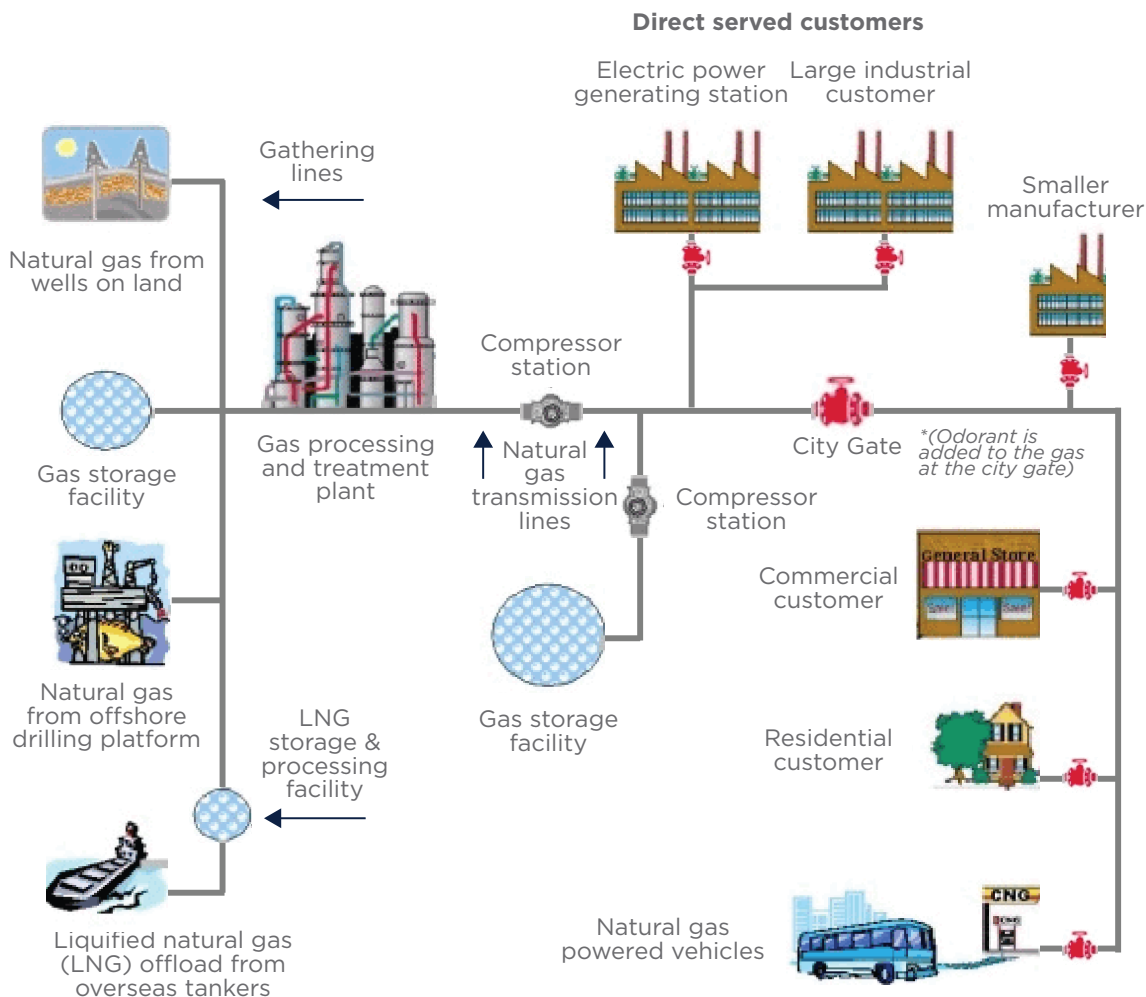 Direct served customers
Electric power
generating station
Large industrial
customer
Gathering
lines
Smaller
manufacturer
Natural gas from
wells on land
Compressor
station
Gas storage
facility
Gas processing
and treatment
plant
Natural
gas
transmission
lines
City Gate
*(Odorant is
added to the gas
at the city gate)
Compressor
station
General Store
Sale!
Sale!
Commercial
customer
Natural gas
from offshore
drilling platform
LNG
storage &
processing
facility
Gas storage
facility
Residential
customer
CNG
CNG
Natural gas
powered vehicles
Liquified natural gas
(LNG) offload from
overseas tankers